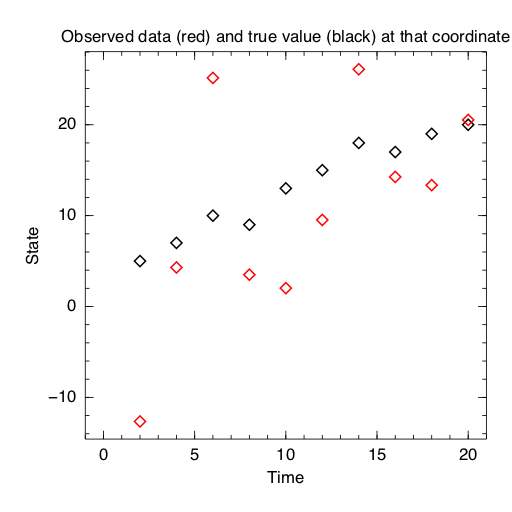 Observed data (red) and true value (black) at that coordinate
20
10
0
−10
State
0 5 10 15 20
Time